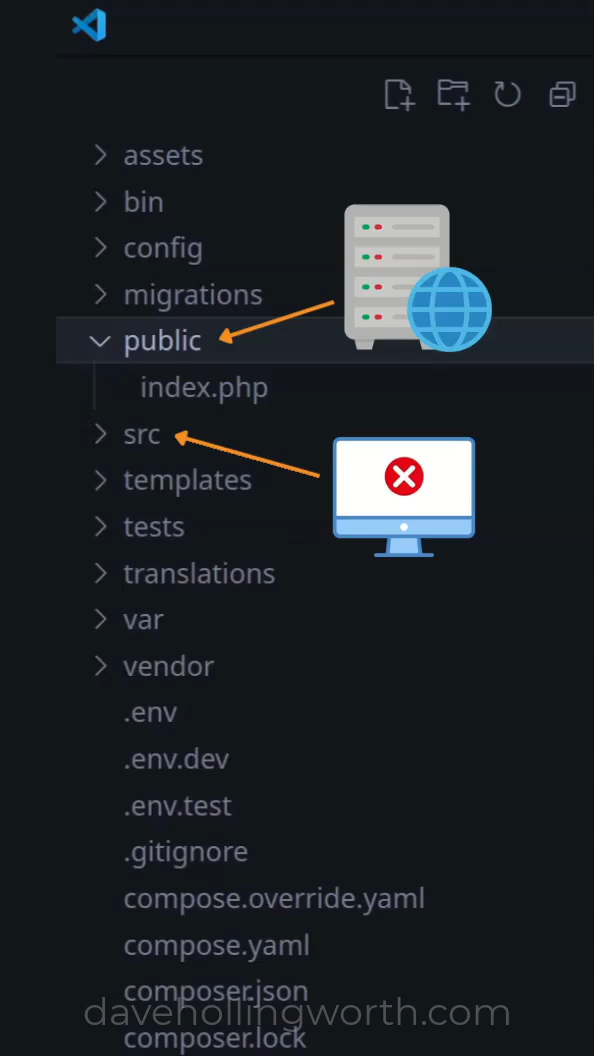 assets
bin
config
migrations
public
index.php
src
templates
tests
translations
var
vendor
.env
.env.dev
.env.test
.gitignore
compose.override.yaml
compose.yaml
composer.json
davehollingworth.com
composer.lock